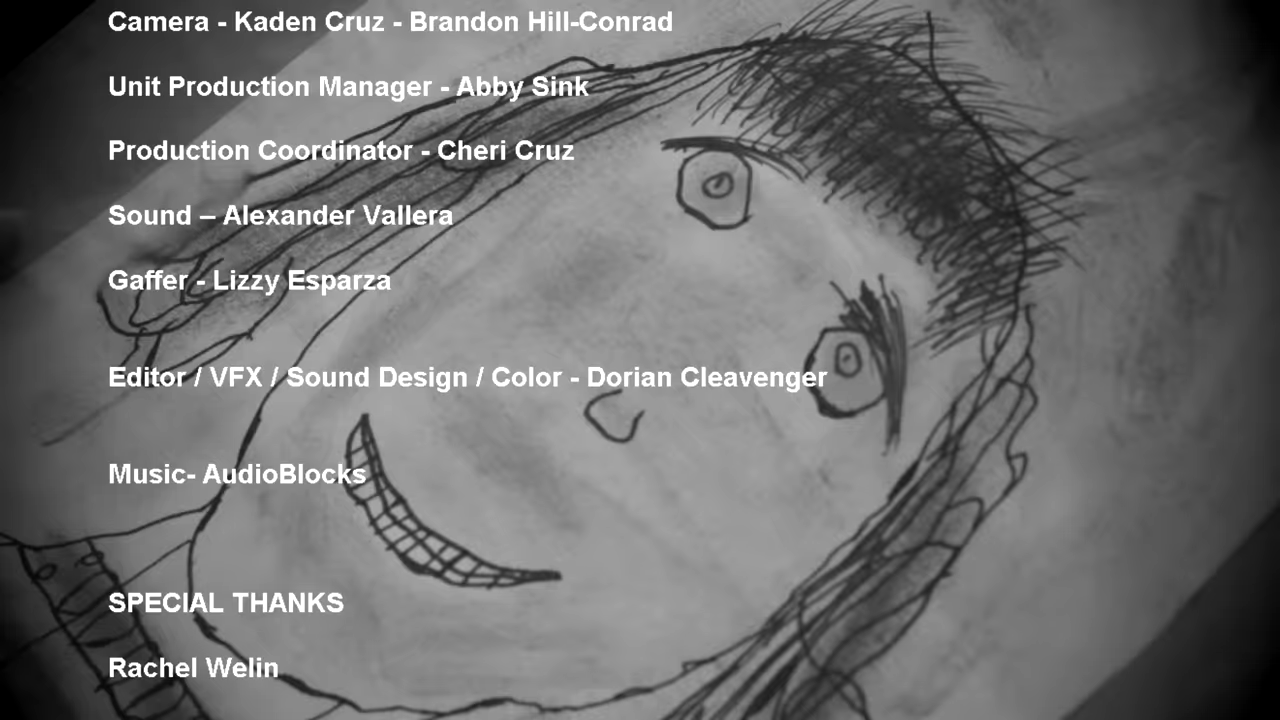 Camera - Kaden Cruz - Brandon Hill-Conrad
Unit Production Manager - Abby Sink
Production Coordinator - Cheri Cruz
Sound – Alexander Vallera
Gaffer - Lizzy Esparza
Editor / VFX / Sound Design / Color - Dorian Cleavenger
Music- AudioBlocks
SPECIAL THANKS
Rachel Welin